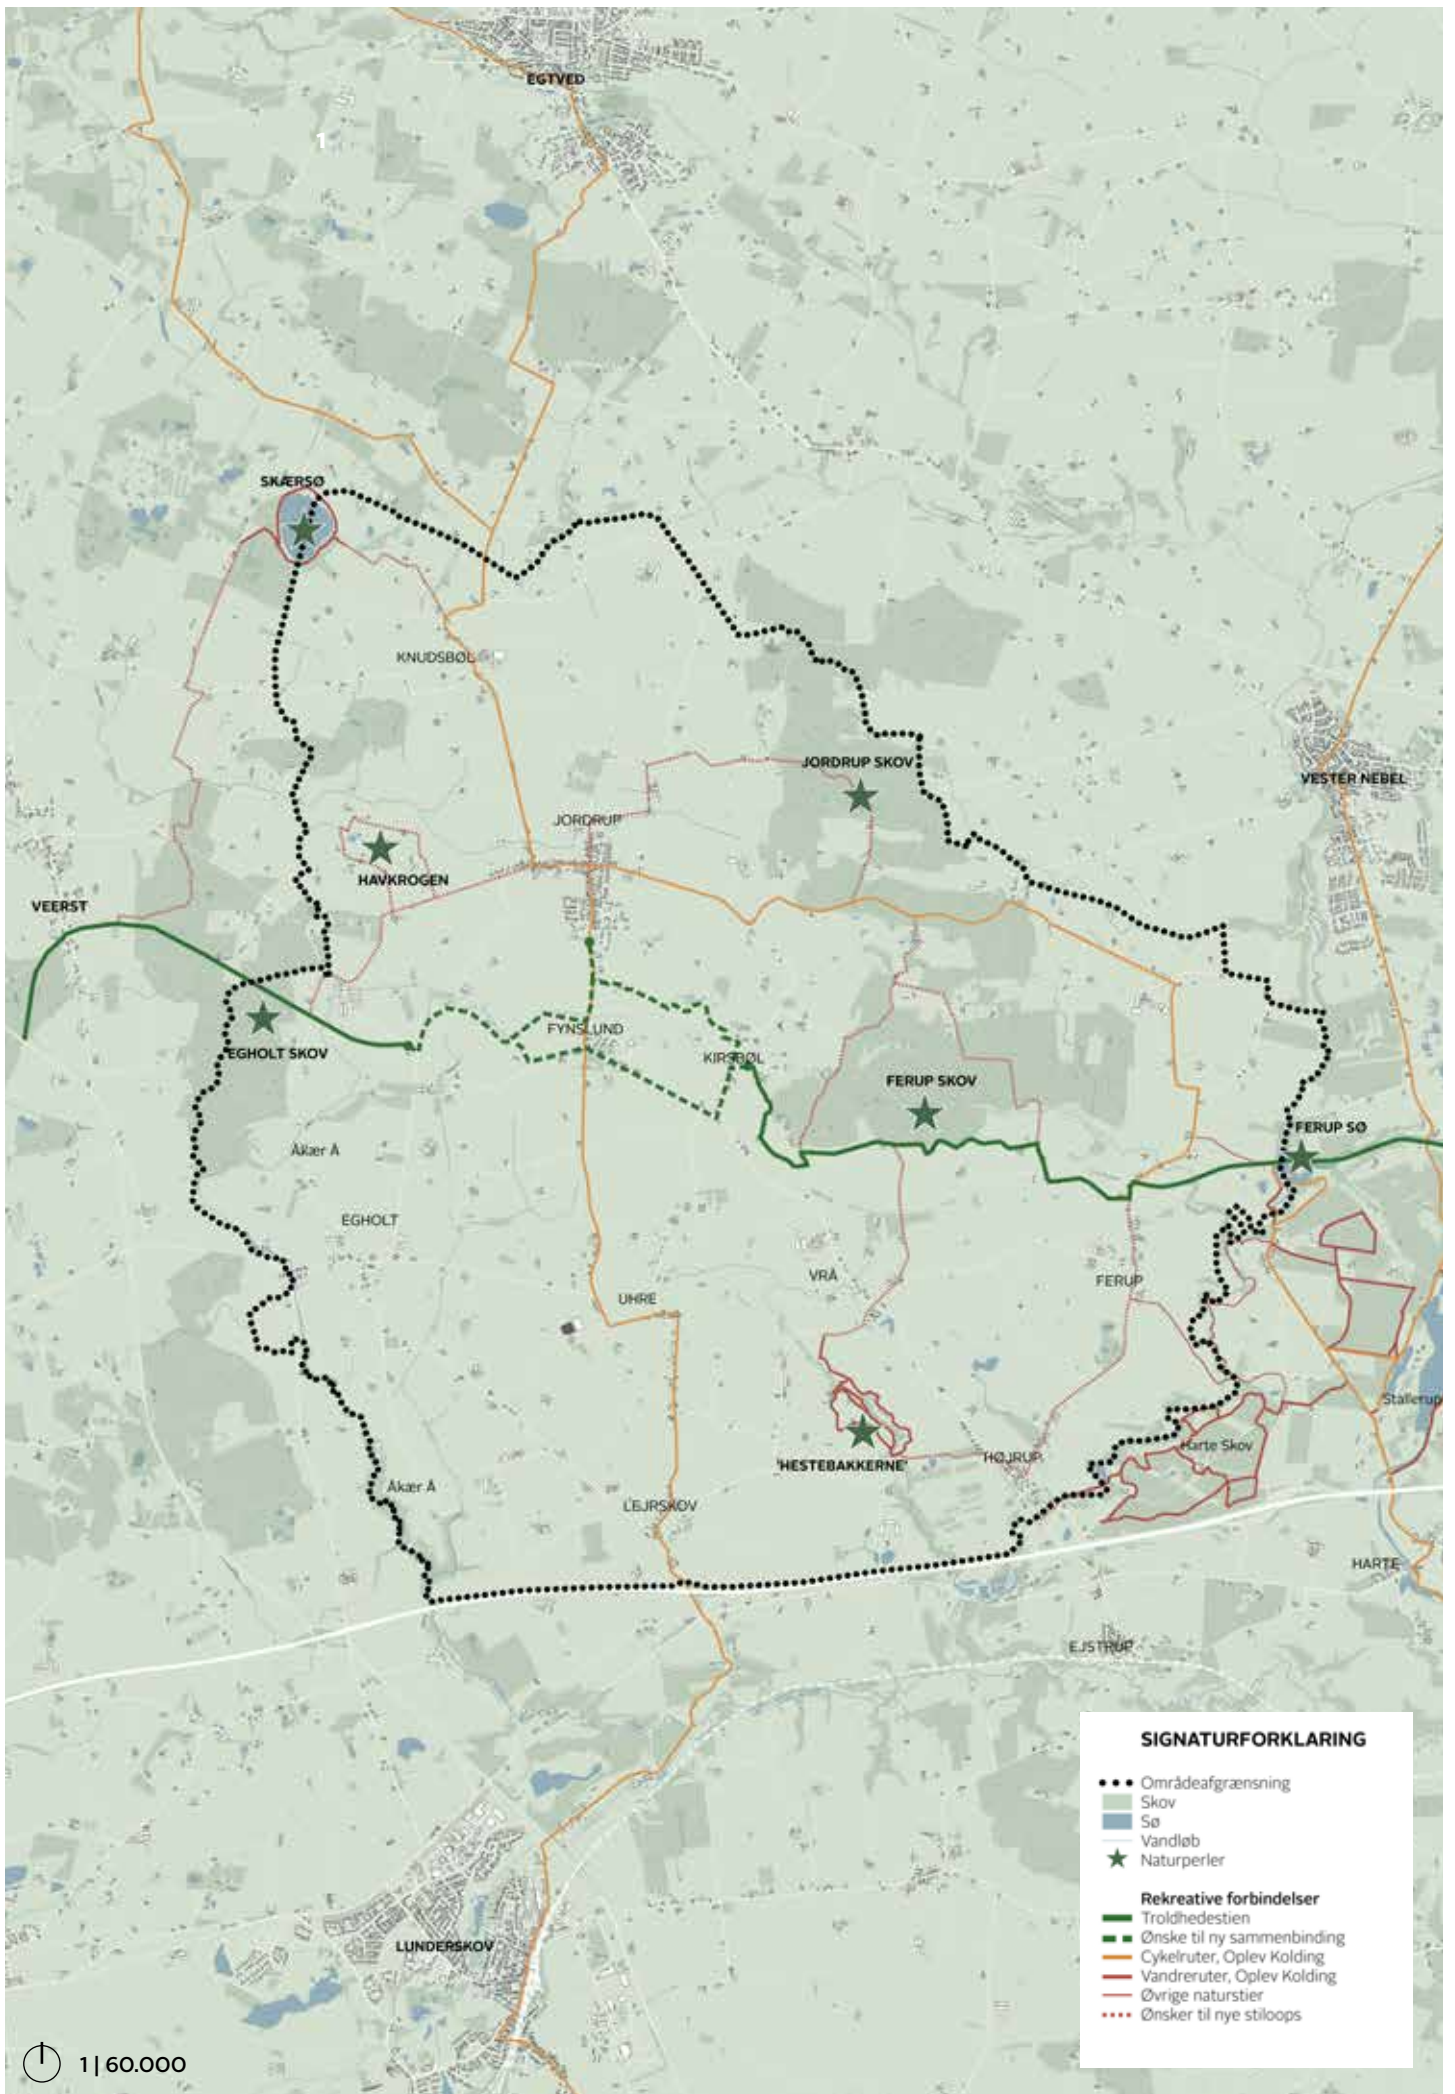 EGTVED
1
SKÆRSØ
KNUDSBØL
JORDRUP SKOV
VESTER NEBEL
JORDRUP
HAVKROGEN
VEERST
FYNSLUND
EGHOLT SKOV
KIRSBØL
FERUP SKOV
FERUP SØ
Åkær Å
EGHOLT
VRÅ
FERUP
UHRE
Stallerup
Harte Skov
'HESTEBAKKERNE'
HØJRUP
Åkær Å
LEJRSKOV
HARTE
EJSTRUP
LUNDERSKOV
SIGNATURFORKLARING
Områdeafgrænsning
Skov
Sø
Vandløb
Naturperler
Rekreative forbindelser
Troldhedestien
Ønske til ny sammenbinding
Cykelruter, Oplev Kolding
Vandreruter, Oplev Kolding
Øvrige naturstier
Ønsker til nye stiloops
1 | 60.000